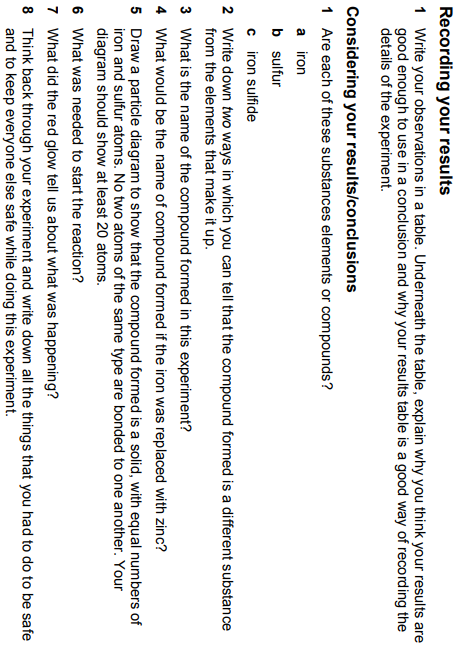 Recording your results
1 Write your observations in a table. Underneath the table, explain why you think your results are
good enough to use in a conclusion and why your results table is a good way of recording the
details of the experiment.
Considering your results/conclusions
1 Are each of these substances elements or compounds?
a iron
b sulfur
c iron sulfide
2 Write down two ways in which you can tell that the compound formed is a different substance
from the elements that make it up.
3 What is the name of the compound formed in this experiment?
4 What would be the name of compound formed if the iron was replaced with zinc?
5 Draw a particle diagram to show that the compound formed is a solid, with equal numbers of
iron and sulfur atoms. No two atoms of the same type are bonded to one another. Your
diagram should show at least 20 atoms.
6 What was needed to start the reaction?
7 What did the red glow tell us about what was happening?
8 Think back through your experiment and write down all the things that you had to do to be safe
and to keep everyone else safe while doing this experiment.